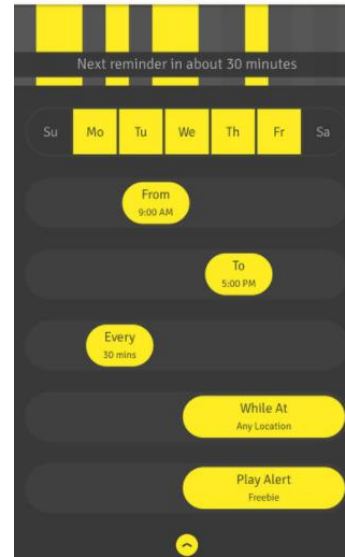 Next reminder in about 30 minutes
Su Mo Tu We Th Fr Sa
From
9:00 AM
To
5:00 PM
Every
30 mins
While At
Any Location
Play Alert
Freebie